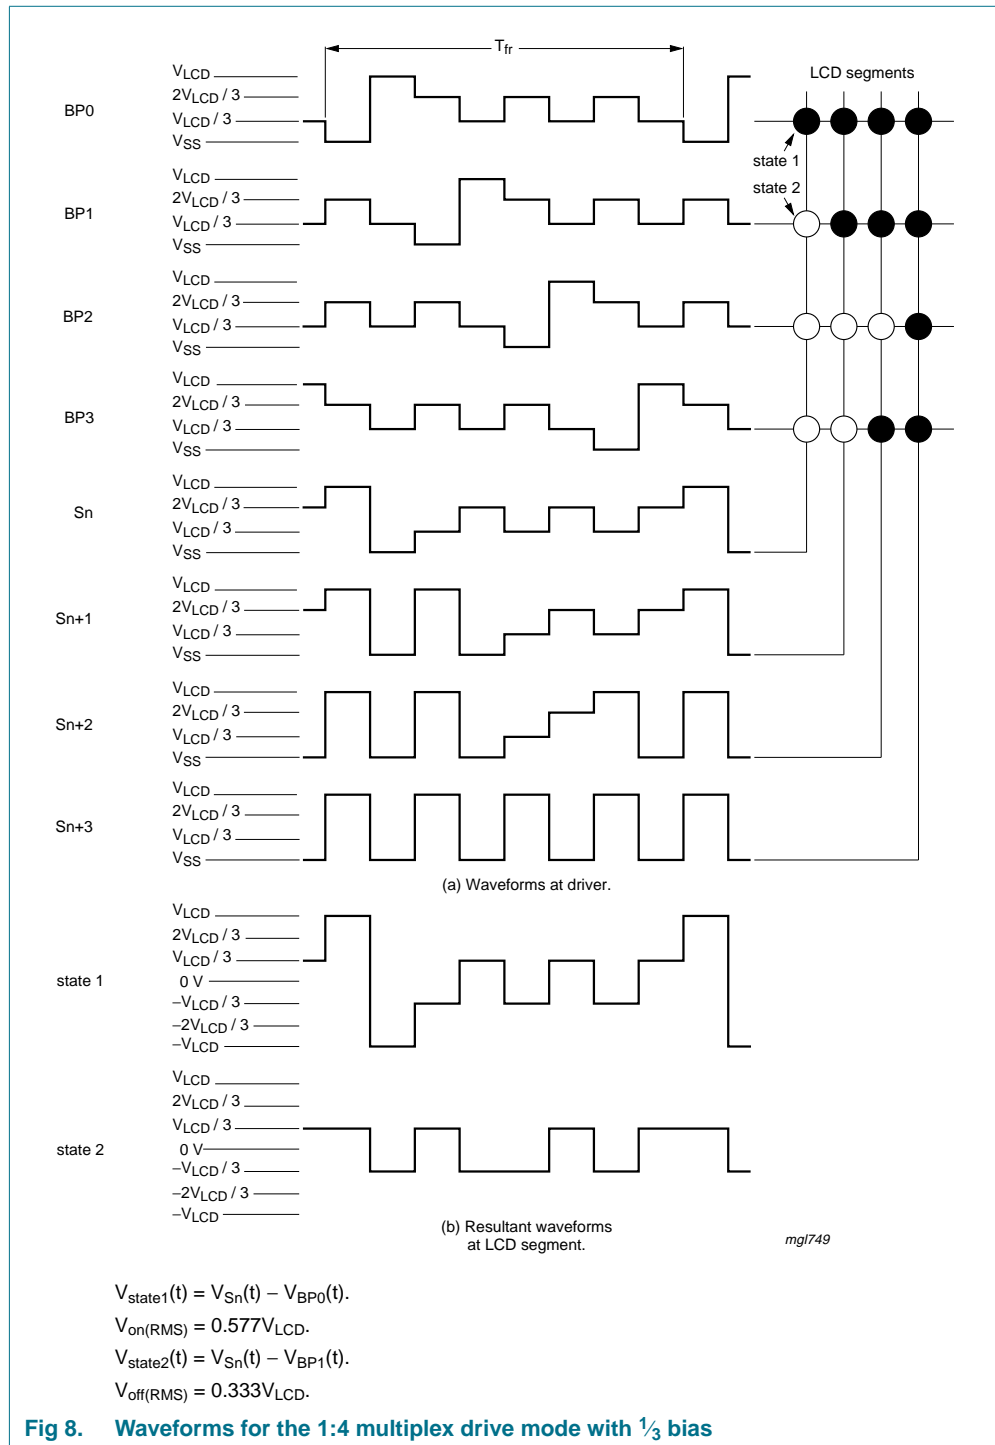 Tfr
VLCD
2VLCD / 3
BP0
VLCD / 3
VSS
LCD segments
state 1
state 2
VLCD
2VLCD / 3
BP1
VLCD / 3
VSS
VLCD
2VLCD / 3
BP2
VLCD / 3
VSS
VLCD
2VLCD / 3
BP3
VLCD / 3
VSS
VLCD
2VLCD / 3
Sn
VLCD / 3
VSS
VLCD
2VLCD / 3
Sn+1
VLCD / 3
VSS
VLCD
2VLCD / 3
Sn+2
VLCD / 3
VSS
VLCD
2VLCD / 3
Sn+3
VLCD / 3
VSS
(a) Waveforms at driver.
VLCD
2VLCD / 3
VLCD / 3
state 1
0 V
−VLCD / 3
−2VLCD / 3
−VLCD
VLCD
2VLCD / 3
VLCD / 3
state 2
0 V
−VLCD / 3
−2VLCD / 3
−VLCD
(b) Resultant waveforms
at LCD segment.
mgl749
Vstate1(t) = VSn(t) − VBP0(t).
Von(RMS) = 0.577VLCD.
Vstate2(t) = VSn(t) − VBP1(t).
Voff(RMS) = 0.333VLCD.
Fig 8. Waveforms for the 1:4 multiplex drive mode with 1⁄3 bias